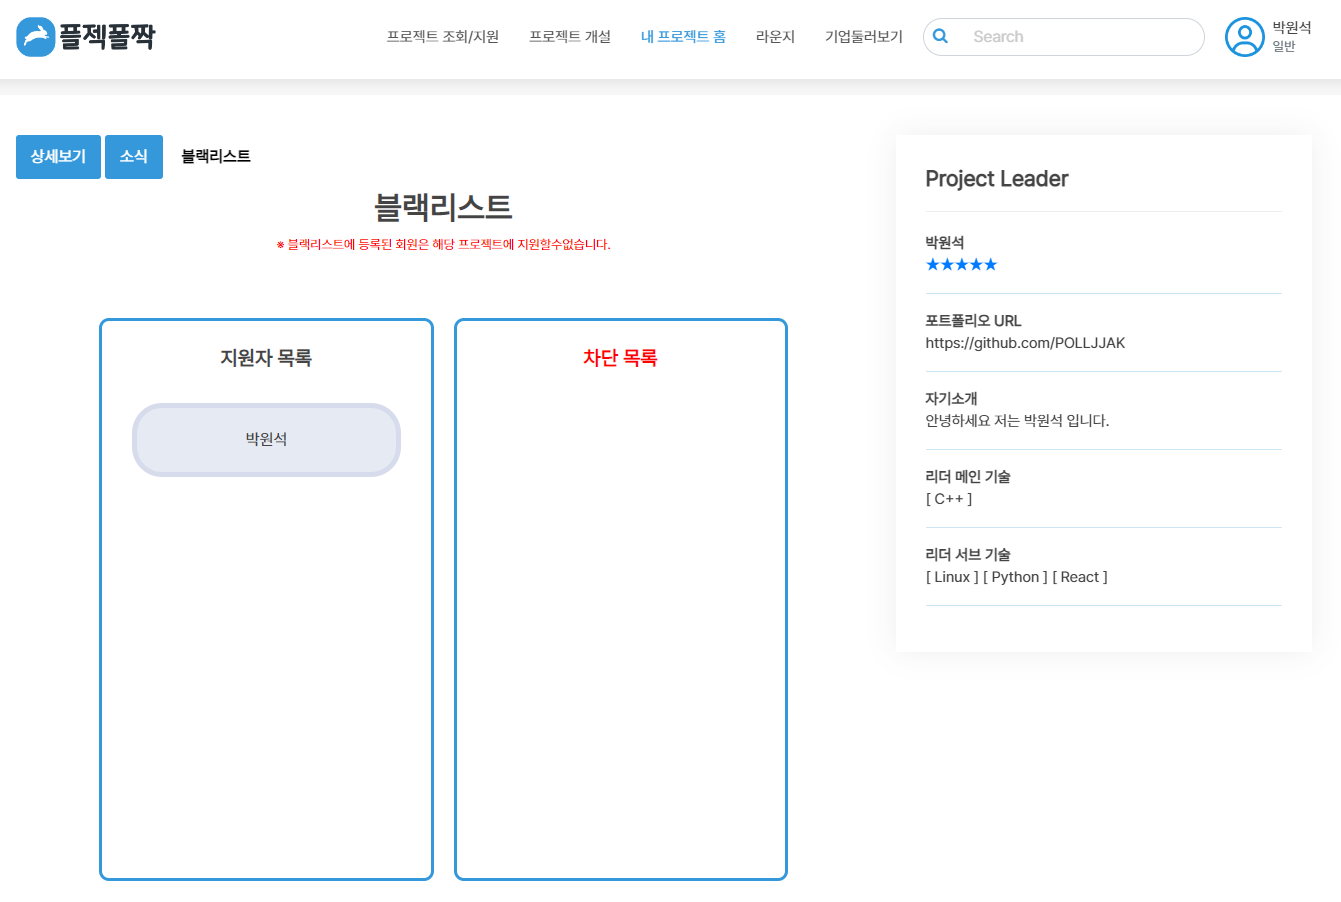 플젝폴짝
프로젝트 조회/지원
프로젝트 개설
내 프로젝트 홈
라운지
기업둘러보기
Search
박원석
일반
상세보기
소식
블랙리스트
블랙리스트
※ 블랙리스트에 등록된 회원은 해당 프로젝트에 지원할수없습니다.
지원자 목록
박원석
차단 목록
Project Leader
박원석
★★★★★
포트폴리오 URL
https://github.com/POLLJJAK
자기소개
안녕하세요 저는 박원석 입니다.
리더 메인 기술
[ C++ ]
리더 서브 기술
[ Linux ] [ Python ] [ React ]